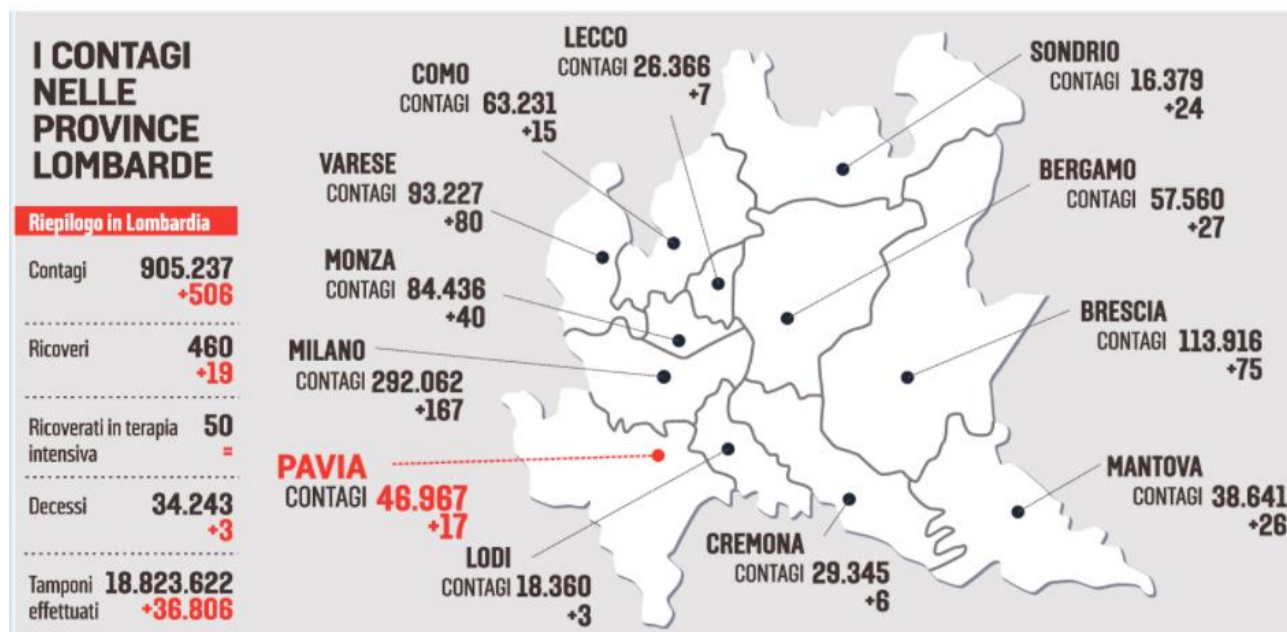 I CONTAGI
NELLE
PROVINCE
LOMBARDE
Riepilogo in Lombardia
Contagi 905.237
+506
Ricoveri 460
+19
Ricoverati in terapia 50
intensiva =
Decessi 34.243
+3
Tamponi 18.823.622
effettuati +36.806
LECCO
CONTAGI 26.366
+7
COMO
CONTAGI 63.231
+15
VARESE
CONTAGI 93.227
+80
MONZA
CONTAGI 84.436
+40
MILANO
CONTAGI 292.062
+167
PAVIA
CONTAGI 46.967
+17
LODI
CONTAGI 18.360
+3
CREMONA
CONTAGI 29.345
+6
SONDRIO
CONTAGI 16.379
+24
BERGAMO
CONTAGI 57.560
+27
BRESCIA
CONTAGI 113.916
+75
MANTOVA
CONTAGI 38.641
+26